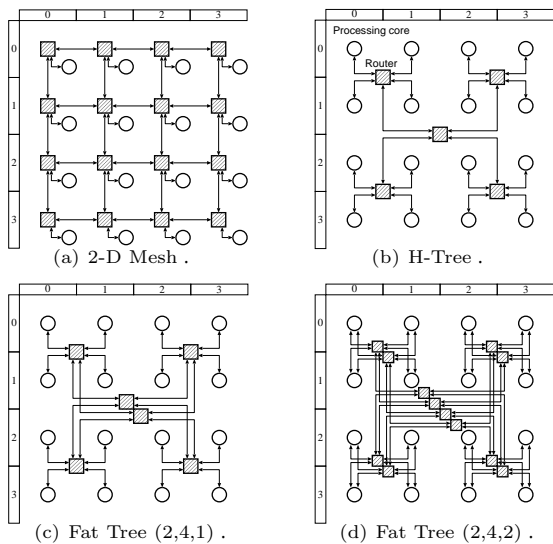 0 1 2 3
0
1
2
3
(a) 2-D Mesh .
0 1 2 3
Processing core
0
Router
1
2
3
(b) H-Tree .
0 1 2 3
0
1
2
3
(c) Fat Tree (2,4,1) .
0 1 2 3
0
1
2
3
(d) Fat Tree (2,4,2) .